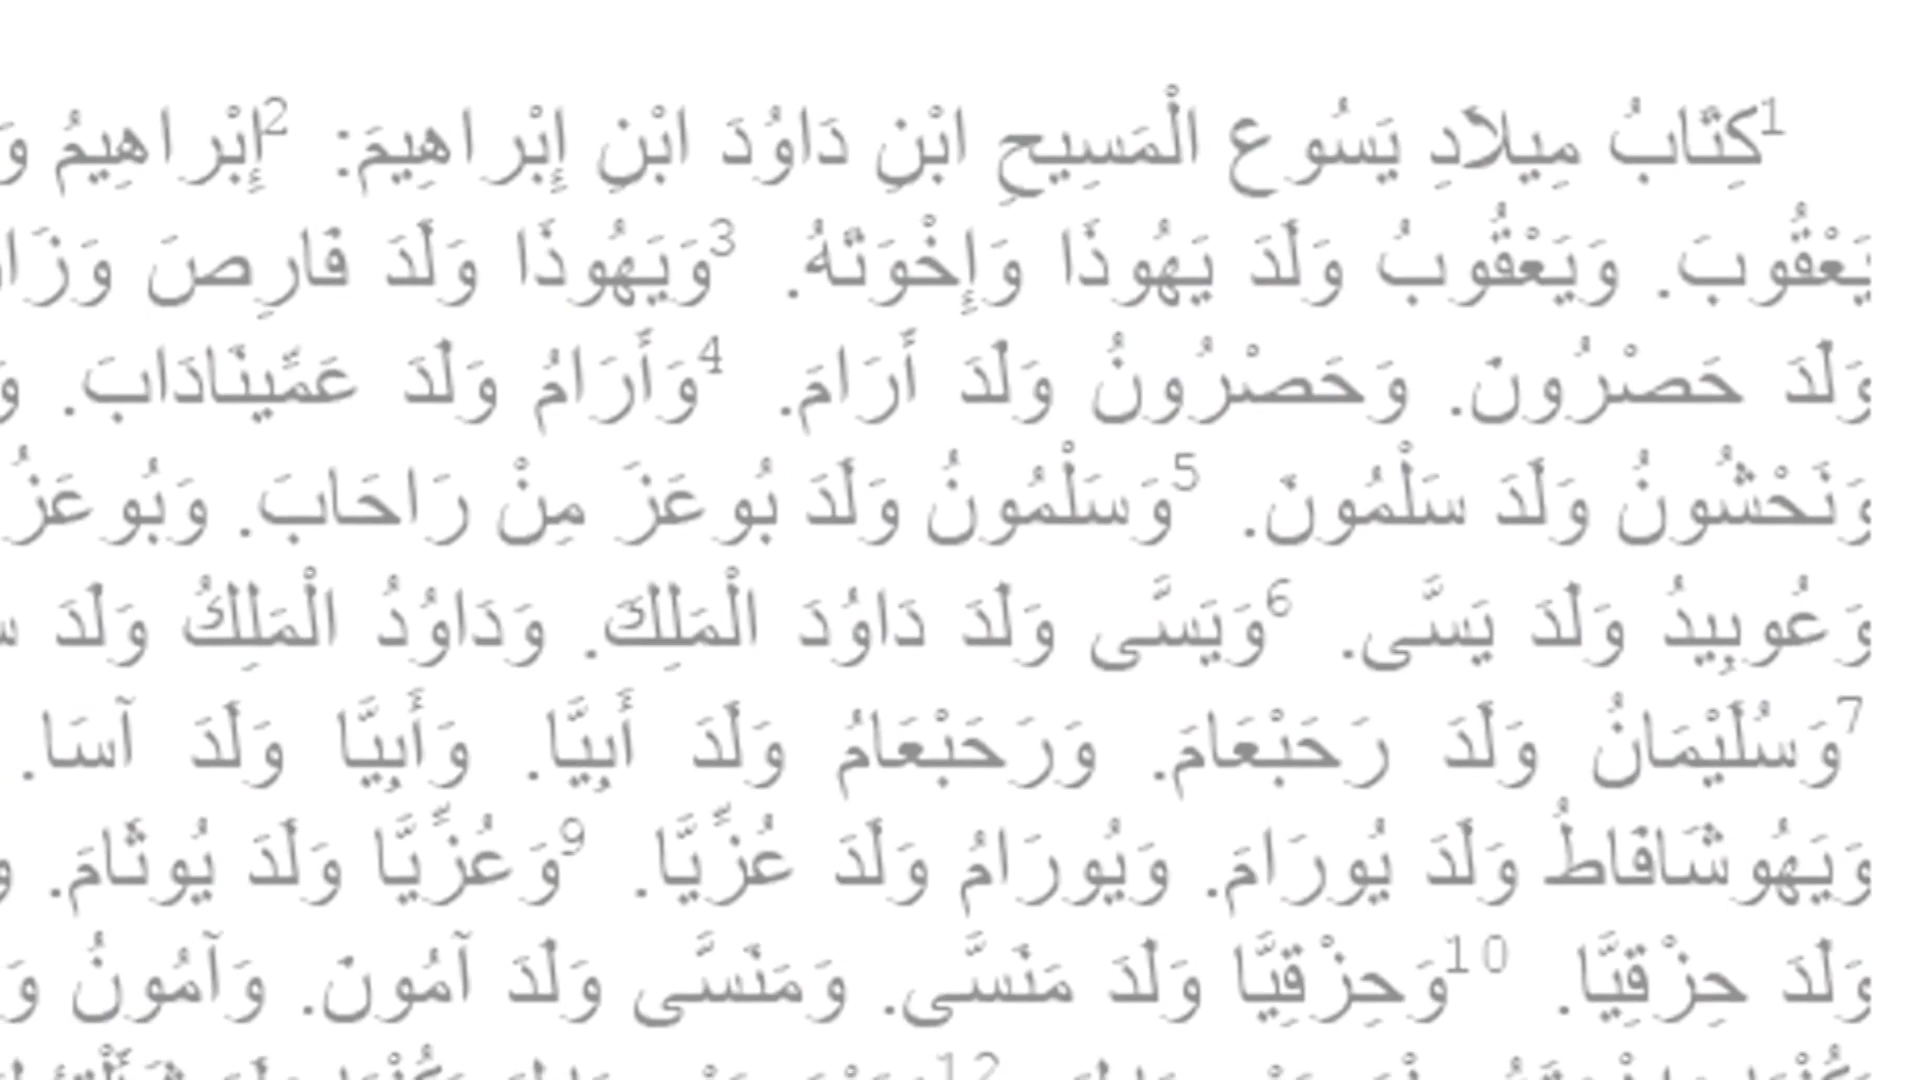 1كِتَابُ مِيلاَدِ يَسُوع الْمَسِيحِ ابْنِ دَاوُدَ ابْنِ إِبْراهِيمَ: 2إِبْراهِيمُ
يَعْقُوبَ. وَيَعْقُوبُ وَلَدَ يَهُوذَا وَإِخْوَتَهُ. 3وَيَهُوذَا وَلَدَ فَارِصَ
وَلَدَ حَصْرُونَ. وَحَصْرُونُ وَلَدَ أَرَامَ. 4وَأَرَامُ وَلَدَ عَمِّينَادَابَ.
وَنَحْشُونُ وَلَدَ سَلْمُونَ. 5وَسَلْمُونُ وَلَدَ بُوعَزَ مِنْ رَاحَابَ. وَبُوعَزُ
وَعُوبِيدُ وَلَدَ يَسَّى. 6وَيَسَّى وَلَدَ دَاوُدَ الْمَلِكَ. وَدَاوُدُ الْمَلِكُ وَلَدَ
7وَسُلَيْمَانُ وَلَدَ رَحَبْعَامَ. وَرَحَبْعَامُ وَلَدَ أَبِيَّا. وَأَبِيَّا وَلَدَ آسَا.
وَيَهُوشَافَاطُ وَلَدَ يُورَامَ. وَيُورَامُ وَلَدَ عُزِّيَّا. 9وَعُزِّيَّا وَلَدَ يُوثَامَ.
وَلَدَ حِزْقِيَّا. 10وَحِزْقِيَّا وَلَدَ مَنَسَّى. وَمَنَسَّى وَلَدَ آمُونَ. وَآمُونُ
12